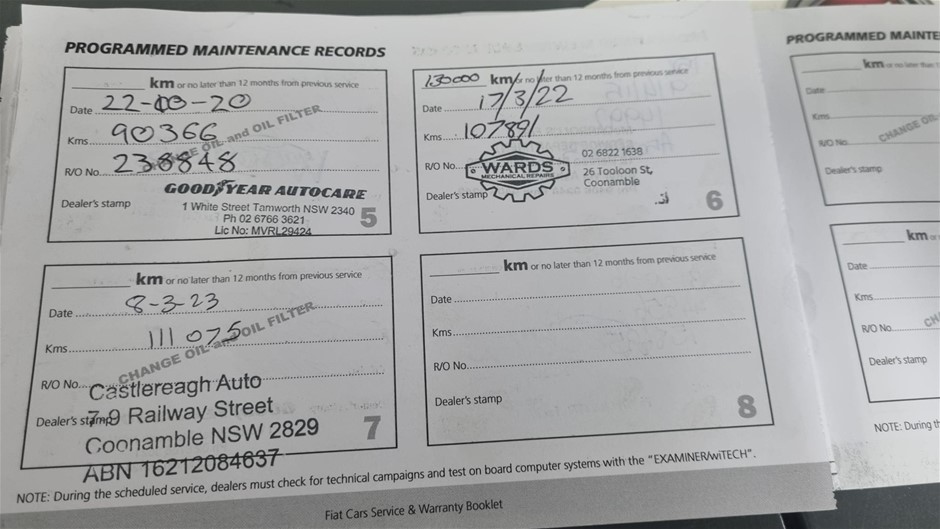 PROGRAMMED MAINTENANCE RECORDS
km or no later than 12 months from previous service
Date 22-03-20
Kms 90366
CHANGE OIL and OIL FILTER
R/O No. 238848
GOODYEAR AUTOCARE
Dealer's stamp
1 White Street Tamworth NSW 2340
Ph 02 6766 3621
Lic No: MVRL29424
5
130000 km or no later than 12 months from previous service
Date 17/3/22
Kms 107891
R/O No.
WARDS
MECHANICAL REPAIRS
02 6822 1638
26 Tooloon St,
Coonamble
Dealer's stamp
6
km or no later than 12 months from previous service
Date 8-3-23
Kms 111075
CHANGE OIL and OIL FILTER
R/O No.
Castlereagh Auto
Dealer's stamp
7-9 Railway Street
Coonamble NSW 2829
ABN 16212084637
7
km or no later than 12 months from previous service
Date
Kms
R/O No.
Dealer's stamp
8
NOTE: During the scheduled service, dealers must check for technical campaigns and test on board computer systems with the "EXAMINER/wiTECH".
Fiat Cars Service & Warranty Booklet
PROGRAMMED MAINTE
km or no later than
Date
Kms
CHANGE OIL
R/O No.
Dealer's stamp
km or
Date
Kms
R/O No.
CH
Dealer's stamp
NOTE: During th